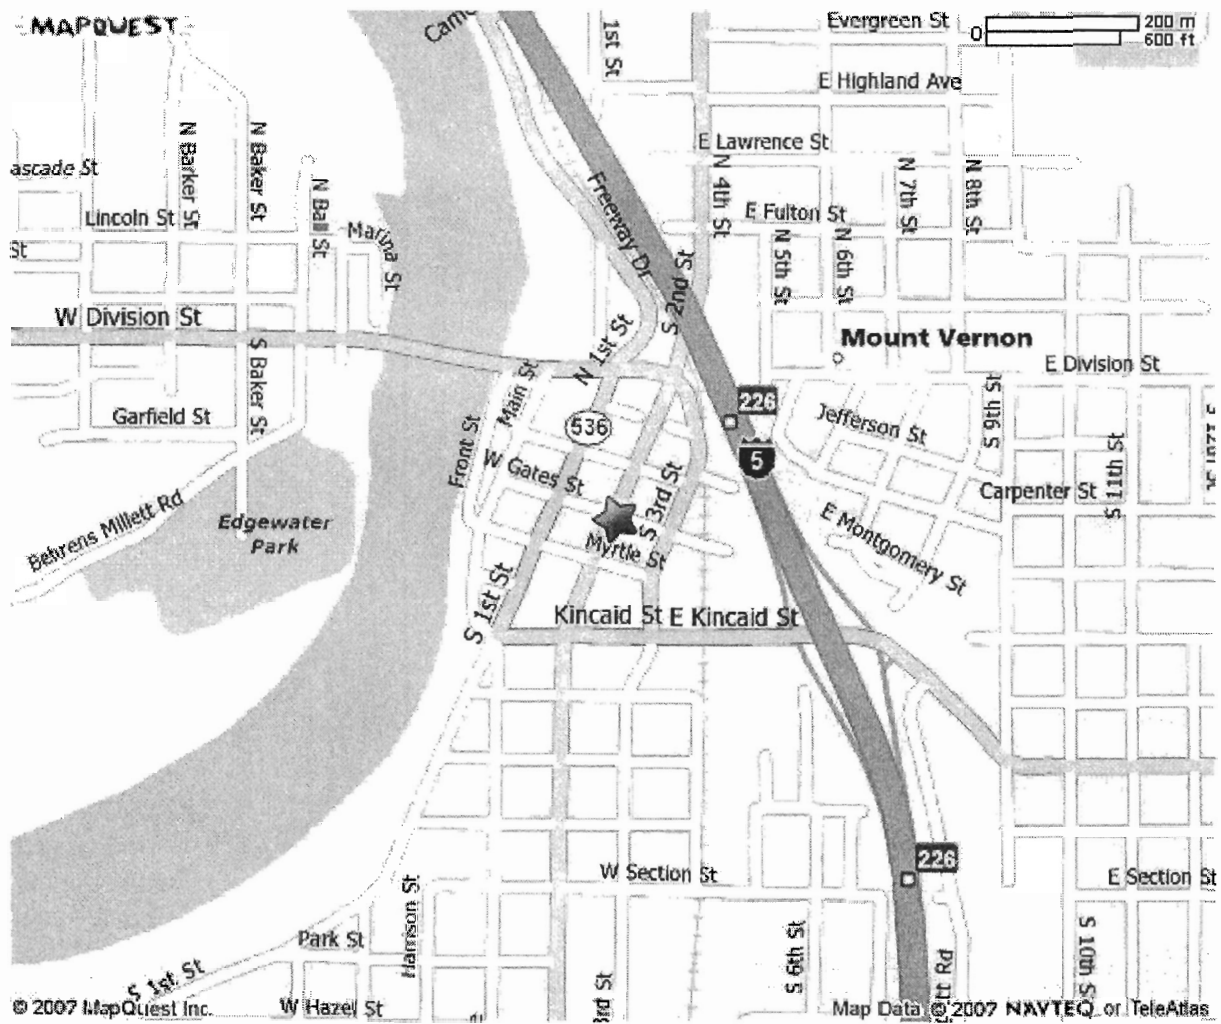 MAPQUEST
Evergreen St
0
200 m
600 ft
1st St
E Highland Ave
N Barker St
N Baker St
E Lawrence St
ascade St
N Ball St
N 4th St
N 7th St
N 8th St
Lincoln St
Marina St
Freeway Dr
E Fulton St
St
N 5th St
N 6th St
S 2nd St
W Division St
N 1st St
Mount Vernon
E Division St
S Baker St
Main St
226
S 9th St
Garfield St
536
Jefferson St
Front St
5
S 11th St
W Gates St
S 3rd St
Carpenter St
Edgewater
Park
Behrens Millett Rd
E Montgomery St
Myrtle St
S 1st St
Kincaid St
E Kincaid St
226
W Section St
E Section St
Harrison St
Park St
S 6th St
S 10th St
S 1st St
W Hazel St
© 2007 MapQuest Inc.
Map Data © 2007 NAVTEQ or TeleAtlas